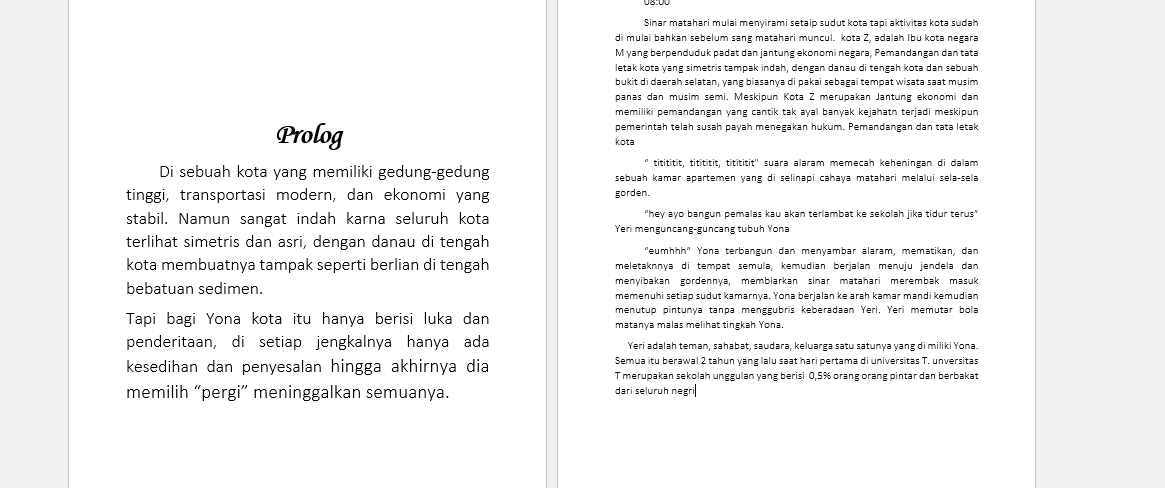 Prolog
Di sebuah kota yang memiliki gedung-gedung
tinggi, transportasi modern, dan ekonomi yang
stabil. Namun sangat indah karna seluruh kota
terlihat simetris dan asri, dengan danau di tengah
kota membuatnya tampak seperti berlian di tengah
bebatuan sedimen.
Tapi bagi Yona kota itu hanya berisi luka dan
penderitaan, di setiap jengkalnya hanya ada
kesedihan dan penyesalan hingga akhirnya dia
memilih “pergi” meninggalkan semuanya.
08:00
Sinar matahari mulai menyirami setaip sudut kota tapi aktivitas kota sudah
di mulai bahkan sebelum sang matahari muncul. kota Z, adalah Ibu kota negara
M yang berpenduduk padat dan jantung ekonomi negara, Pemandangan dan tata
letak kota yang simetris tampak indah, dengan danau di tengah kota dan sebuah
bukit di daerah selatan, yang biasanya di pakai sebagai tempat wisata saat musim
panas dan musim semi. Meskipun Kota Z merupakan Jantung ekonomi dan
memiliki pemandangan yang cantik tak ayal banyak kejahatn terjadi meskipun
pemerintah telah susah payah menegakan hukum. Pemandangan dan tata letak
kota
“ titititit, titititit, titititit” suara alaram memecah keheningan di dalam
sebuah kamar apartemen yang di selinapi cahaya matahari melalui sela-sela
gorden.
“hey ayo bangun pemalas kau akan terlambat ke sekolah jika tidur terus”
Yeri menguncang-guncang tubuh Yona
“eumhhh” Yona terbangun dan menyambar alaram, mematikan, dan
meletaknnya di tempat semula, kemudian berjalan menuju jendela dan
menyibakan gordennya, membiarkan sinar matahari merembak masuk
memenuhi setiap sudut kamarnya. Yona berjalan ke arah kamar mandi kemudian
menutup pintunya tanpa menggubris keberadaan Yeri. Yeri memutar bola
matanya malas melihat tingkah Yona.
Yeri adalah teman, sahabat, saudara, keluarga satu satunya yang di miliki Yona.
Semua itu berawal 2 tahun yang lalu saat hari pertama di universitas T. unversitas
T merupakan sekolah unggulan yang berisi 0,5% orang orang pintar dan berbakat
dari seluruh negri